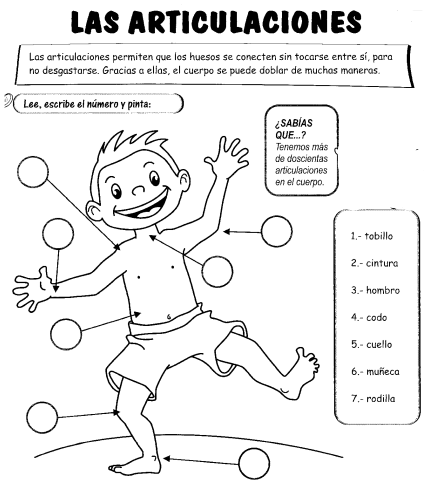 LAS ARTICULACIONES
Las articulaciones permiten que los huesos se conecten sin tocarse entre sí, para
no desgastarse. Gracias a ellas, el cuerpo se puede doblar de muchas maneras.
Lee, escribe el número y pinta:
¿SABÍAS
QUE...?
Tenemos más
de doscientas
articulaciones
en el cuerpo.
1.- tobillo
2.- cintura
3.- hombro
4.- codo
5.- cuello
6.- muñeca
7.- rodilla